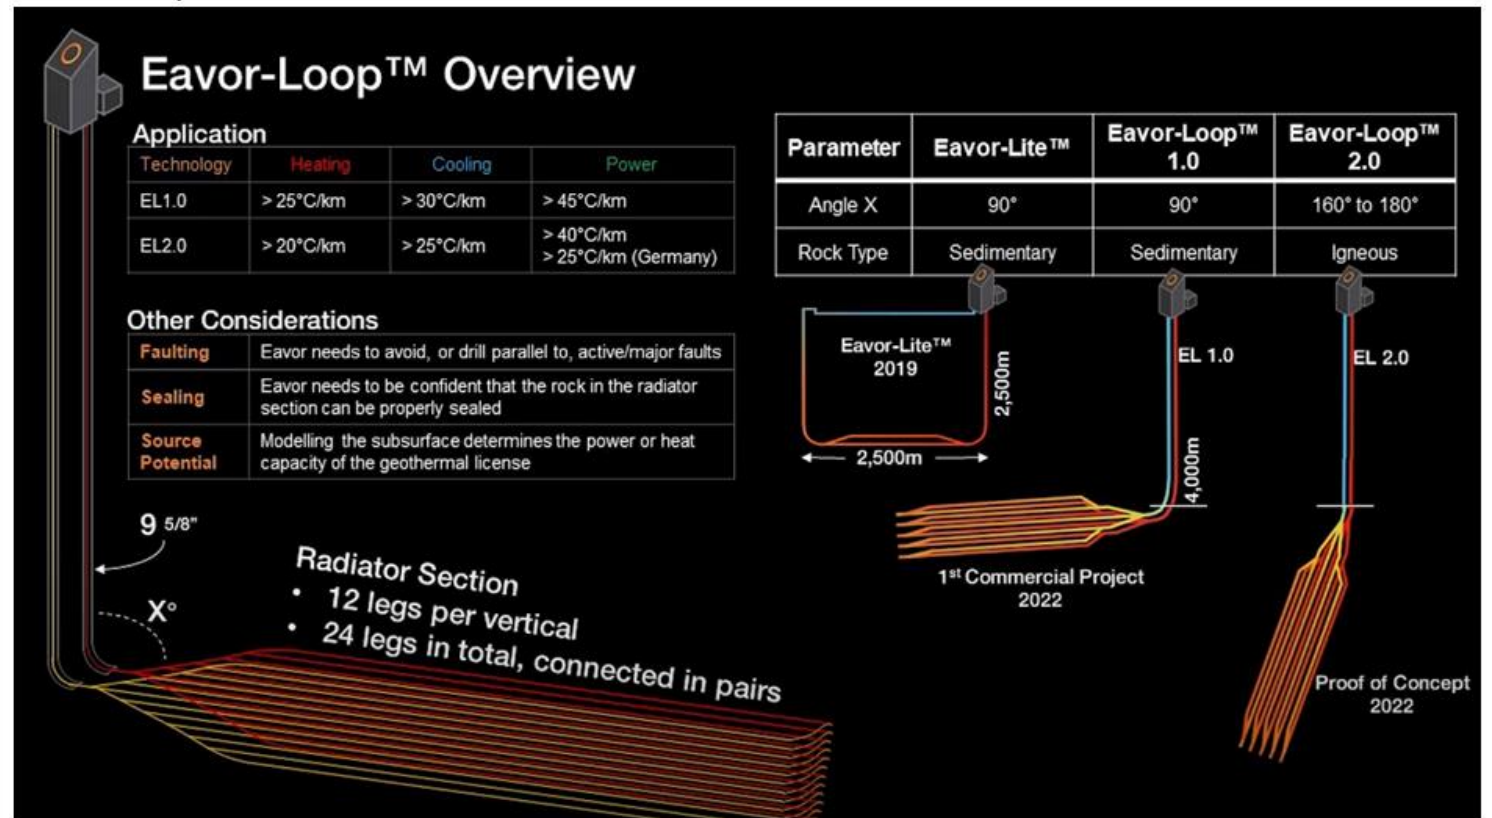 Eavor-Loop™ Overview
Application
Technology Heating Cooling Power
EL1.0 > 25°C/km > 30°C/km > 45°C/km
EL2.0 > 20°C/km > 25°C/km > 40°C/km
> 25°C/km (Germany)
Other Considerations
Faulting Eavor needs to avoid, or drill parallel to, active/major faults
Sealing Eavor needs to be confident that the rock in the radiator
section can be properly sealed
Source Potential Modelling the subsurface determines the power or heat
capacity of the geothermal license
9 5/8"
X°
Radiator Section
• 12 legs per vertical
• 24 legs in total, connected in pairs
Parameter Eavor-Lite™ Eavor-Loop™ 1.0 Eavor-Loop™ 2.0
Angle X 90° 90° 160° to 180°
Rock Type Sedimentary Sedimentary Igneous
Eavor-Lite™
2019
2,500m
2,500m
EL 1.0
4,000m
1st Commercial Project
2022
EL 2.0
Proof of Concept
2022